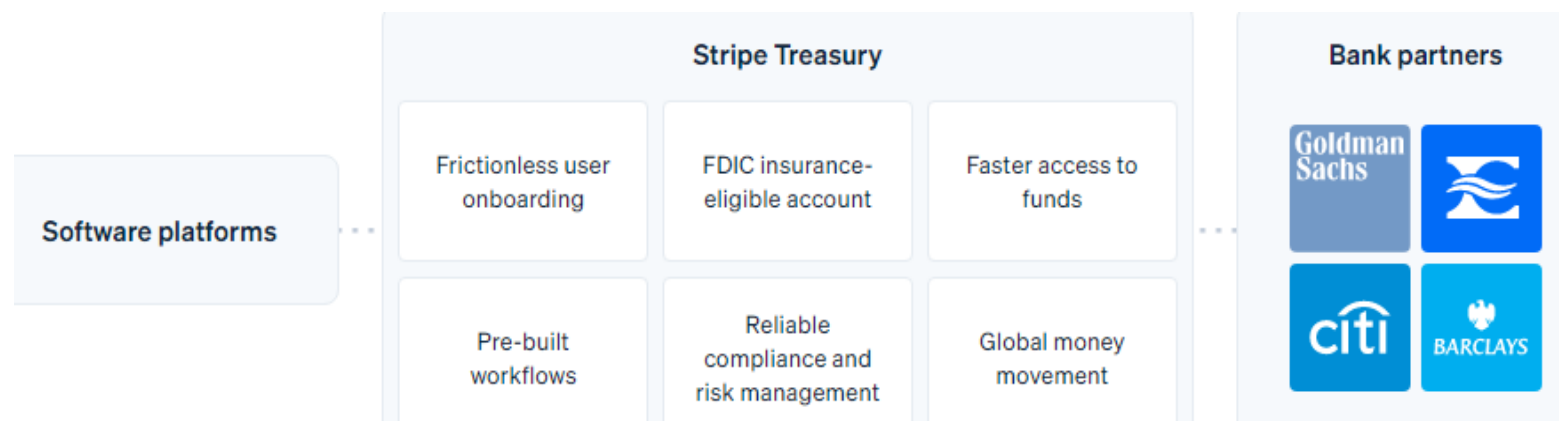 Stripe Treasury
Bank partners
Software platforms
Frictionless user
onboarding
FDIC insurance-
eligible account
Faster access to
funds
Pre-built
workflows
Reliable
compliance and
risk management
Global money
movement
Goldman
Sachs
citi
BARCLAYS